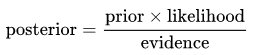 posterior = prior × likelihood / evidence